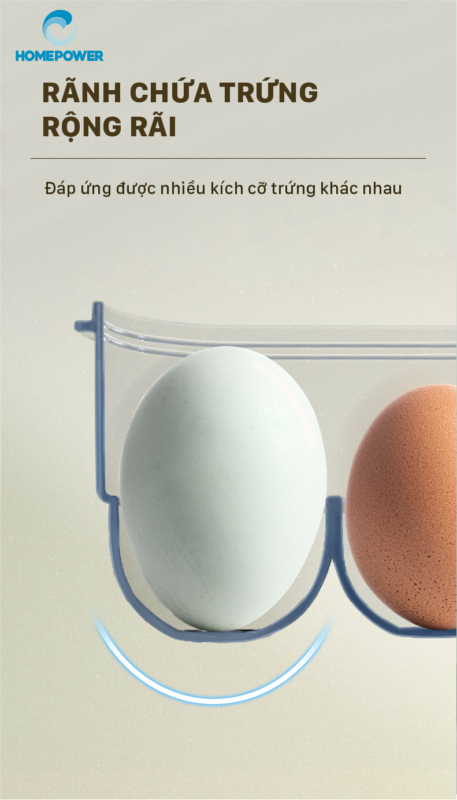 HOMEPOWER
RÃNH CHỨA TRỨNG
RỘNG RÃI
Đáp ứng được nhiều kích cỡ trứng khác nhau